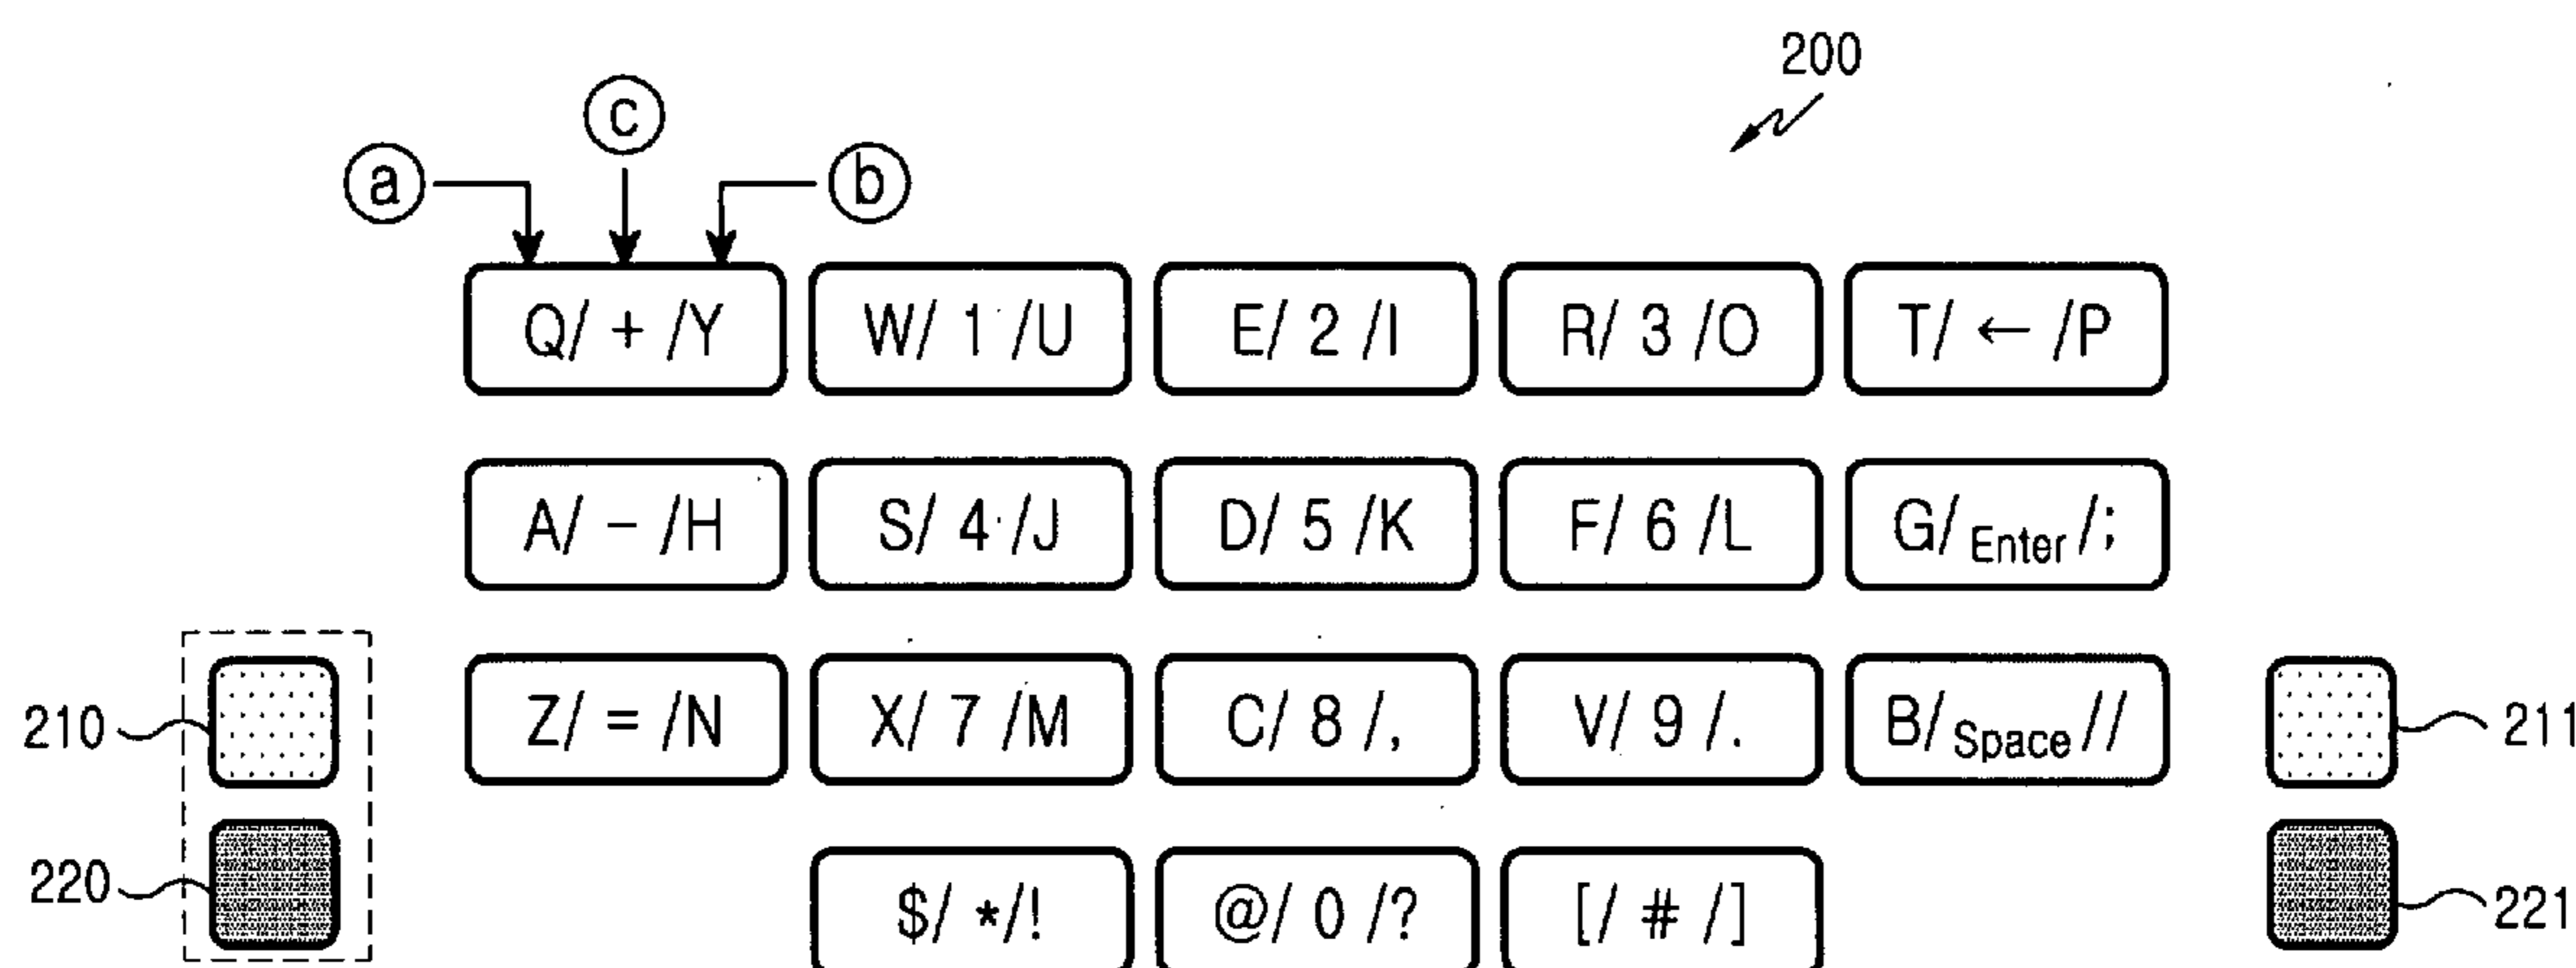 200
ⓒ
ⓐ ⓑ
Q/ + /Y W/ 1 /U E/ 2 /I R/ 3 /O T/ ← /P
A/ − /H S/ 4 /J D/ 5 /K F/ 6 /L G/ Enter /;
210 Z/ = /N X/ 7 /M C/ 8 /, V/ 9 /. B/ Space // 211
220 $/ */! @/ 0 /? [/ # /] 221